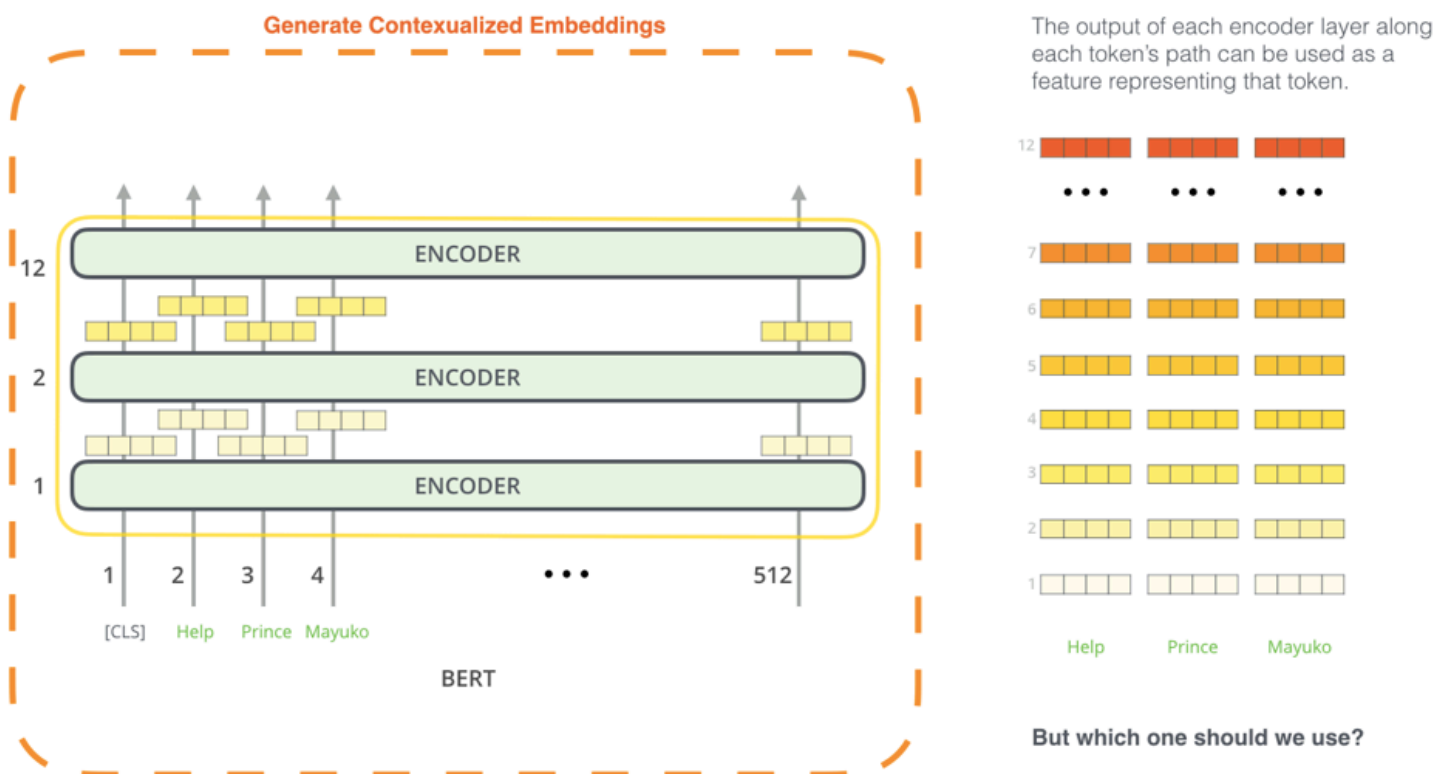 Generate Contexualized Embeddings
12
ENCODER
2
ENCODER
1
ENCODER
1 2 3 4 ••• 512
[CLS] Help Prince Mayuko
BERT
The output of each encoder layer along
each token's path can be used as a
feature representing that token.
12
••• ••• •••
7
6
5
4
3
2
1
Help Prince Mayuko
But which one should we use?